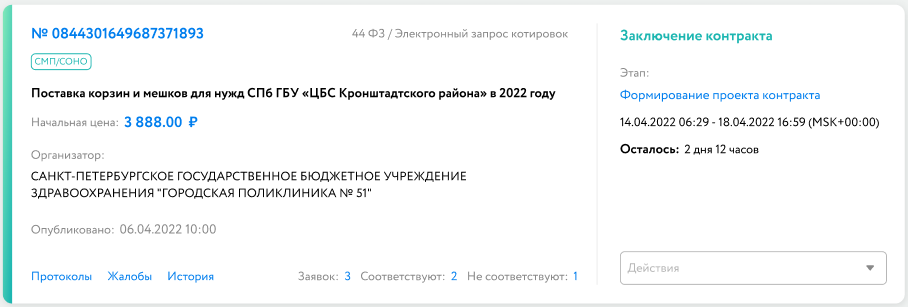 № 0844301649687371893
44 ФЗ / Электронный запрос котировок
СМП/СОНО
Поставка корзин и мешков для нужд СПб ГБУ «ЦБС Кронштадтского района» в 2022 году
Начальная цена: 3 888.00 ₽
Организатор:
САНКТ-ПЕТЕРБУРГСКОЕ ГОСУДАРСТВЕННОЕ БЮДЖЕТНОЕ УЧРЕЖДЕНИЕ
ЗДРАВООХРАНЕНИЯ "ГОРОДСКАЯ ПОЛИКЛИНИКА № 51"
Опубликовано: 06.04.2022 10:00
Протоколы Жалобы История
Заявок: 3 Соответствуют: 2 Не соответствуют: 1
Заключение контракта
Этап:
Формирование проекта контракта
14.04.2022 06:29 - 18.04.2022 16:59 (MSK+00:00)
Осталось: 2 дня 12 часов
Действия